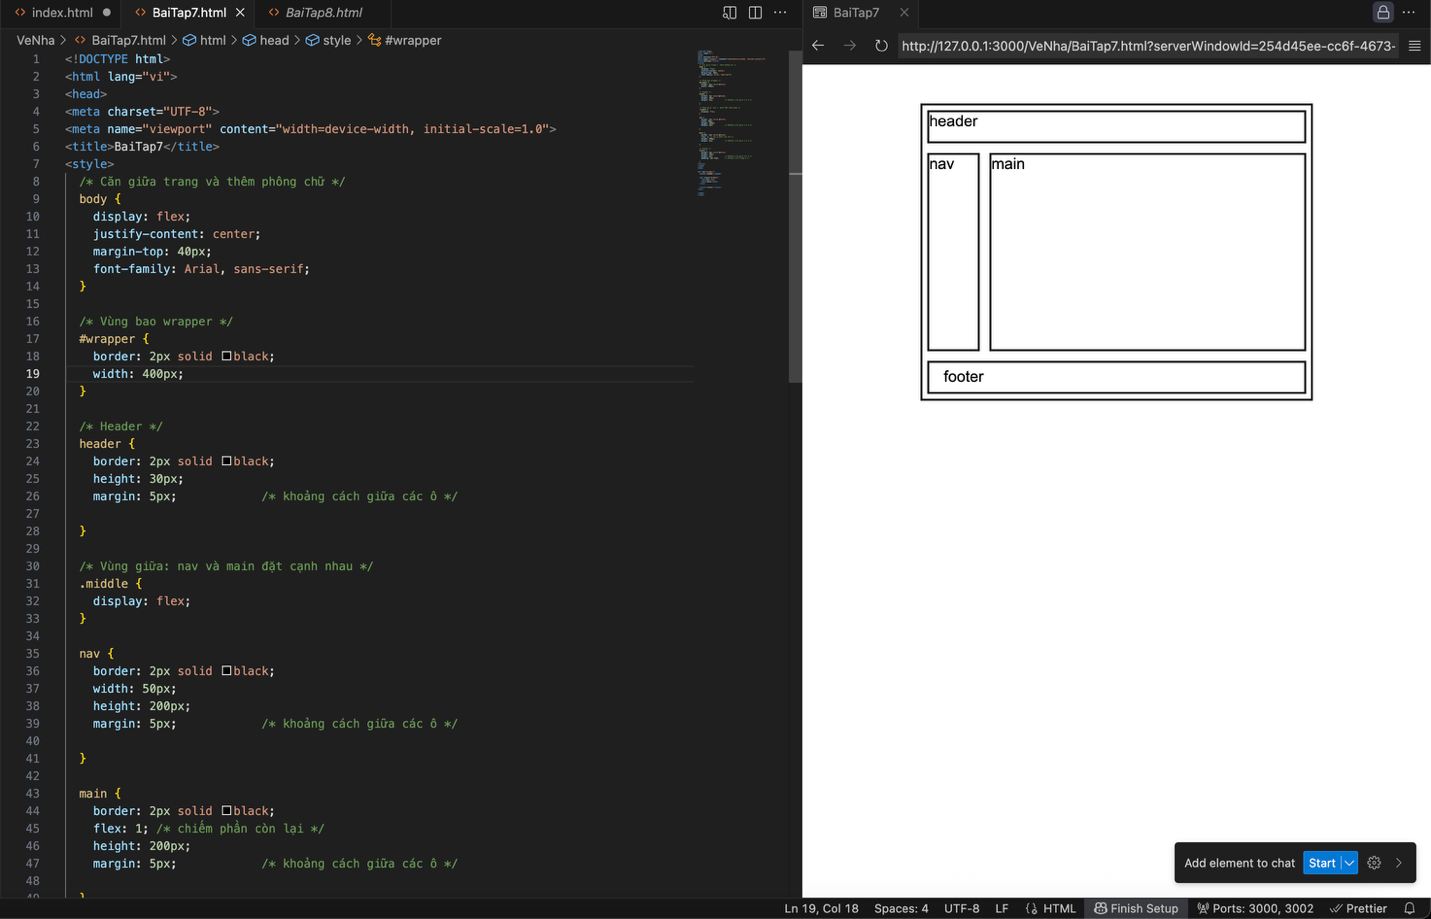 index.html
BaiTap7.html
BaiTap8.html
VeNha > BaiTap7.html > html > head > style > #wrapper
1 <!DOCTYPE html>
2 <html lang="vi">
3 <head>
4 <meta charset="UTF-8">
5 <meta name="viewport" content="width=device-width, initial-scale=1.0">
6 <title>BaiTap7</title>
7 <style>
8 /* Căn giữa trang và thêm phông chữ */
9 body {
10 display: flex;
11 justify-content: center;
12 margin-top: 40px;
13 font-family: Arial, sans-serif;
14 }
15
16 /* Vùng bao wrapper */
17 #wrapper {
18 border: 2px solid black;
19 width: 400px;
20 }
21
22 /* Header */
23 header {
24 border: 2px solid black;
25 height: 30px;
26 margin: 5px; /* khoảng cách giữa các ô */
27
28 }
29
30 /* Vùng giữa: nav và main đặt cạnh nhau */
31 .middle {
32 display: flex;
33 }
34
35 nav {
36 border: 2px solid black;
37 width: 50px;
38 height: 200px;
39 margin: 5px; /* khoảng cách giữa các ô */
40
41 }
42
43 main {
44 border: 2px solid black;
45 flex: 1; /* chiếm phần còn lại */
46 height: 200px;
47 margin: 5px; /* khoảng cách giữa các ô */
48
49 }
BaiTap7
http://127.0.0.1:3000/VeNha/BaiTap7.html?serverWindowId=254d45ee-cc6f-4673-
header
nav
main
footer
Add element to chat Start
Ln 19, Col 18 Spaces: 4 UTF-8 LF {} HTML Finish Setup Ports: 3000, 3002 Prettier